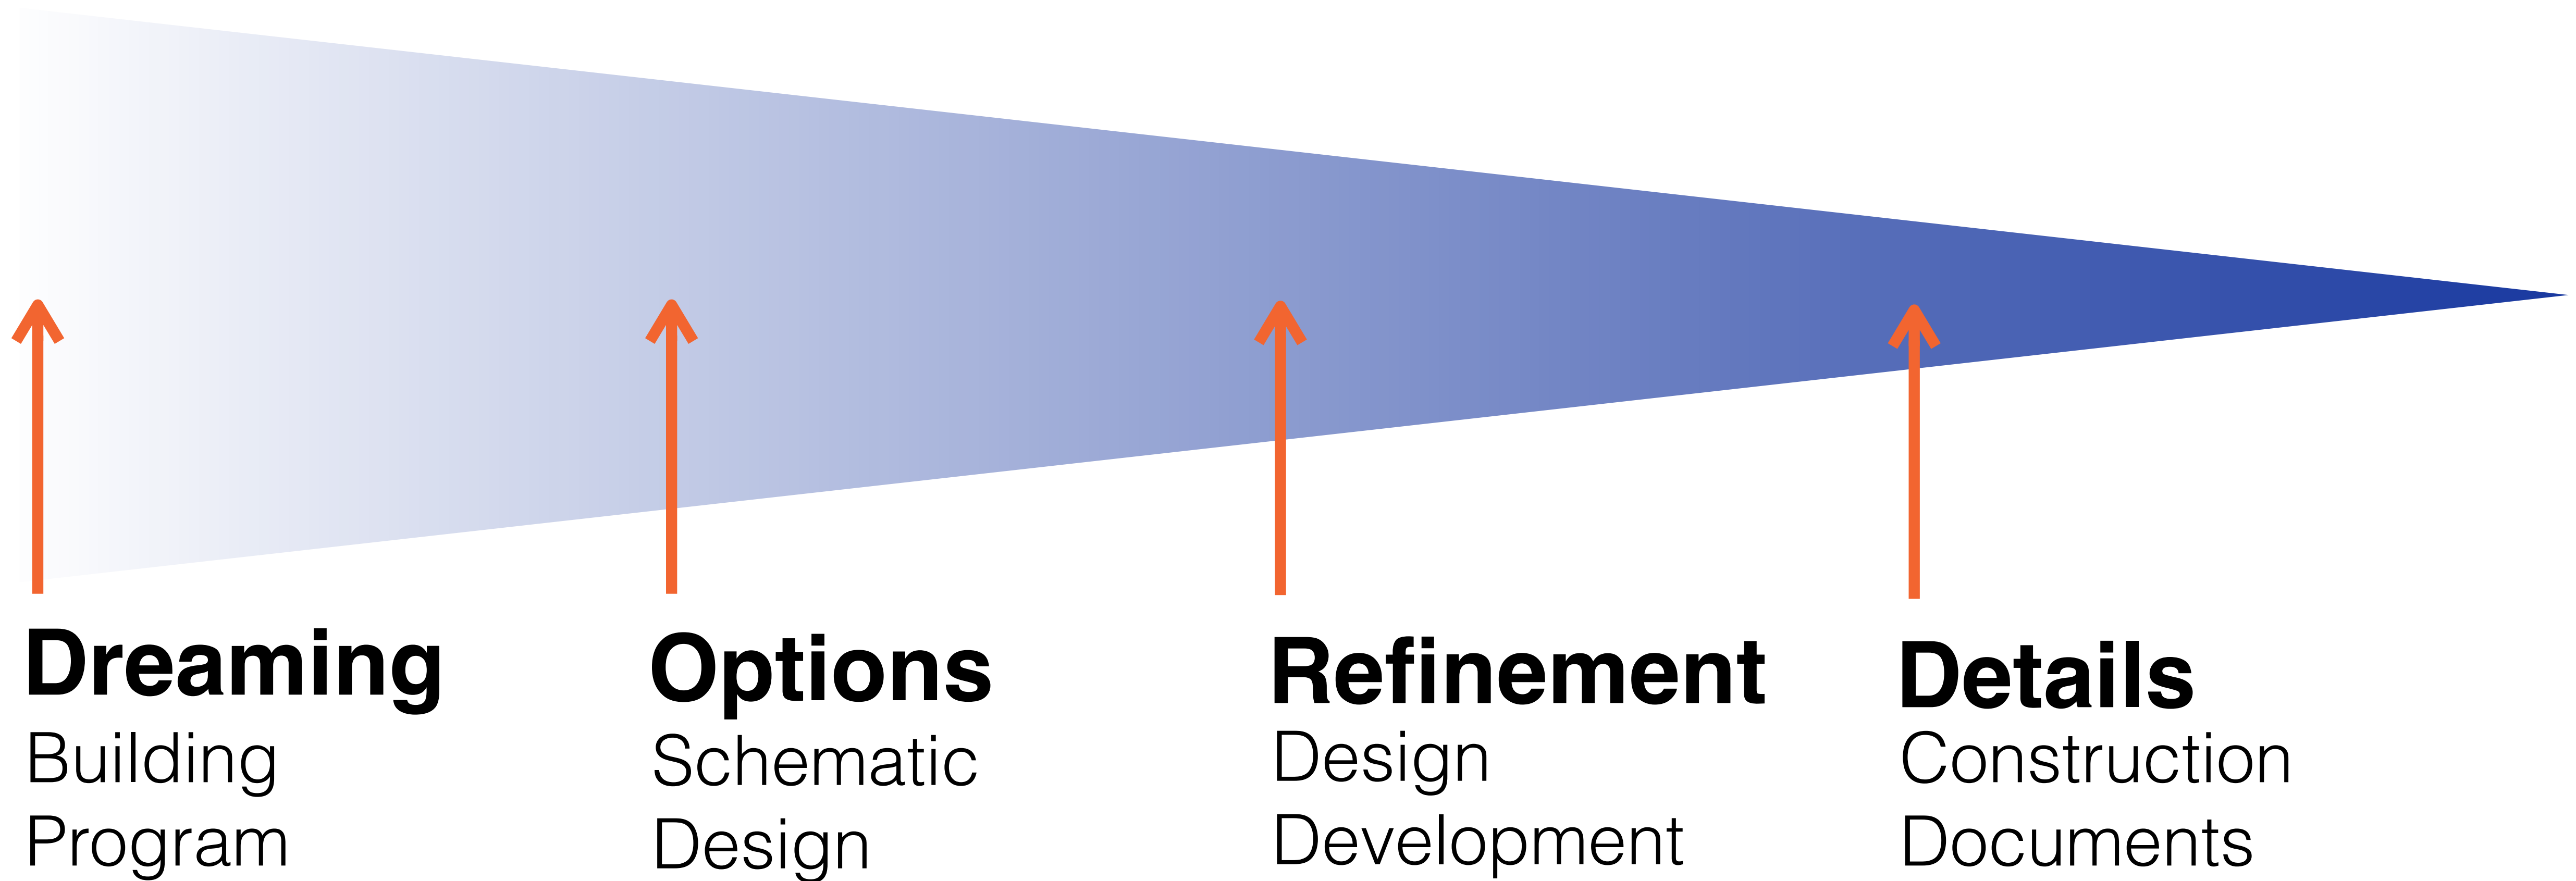 Dreaming
Building
Program
Options
Schematic
Design
Refinement
Design
Development
Details
Construction
Documents